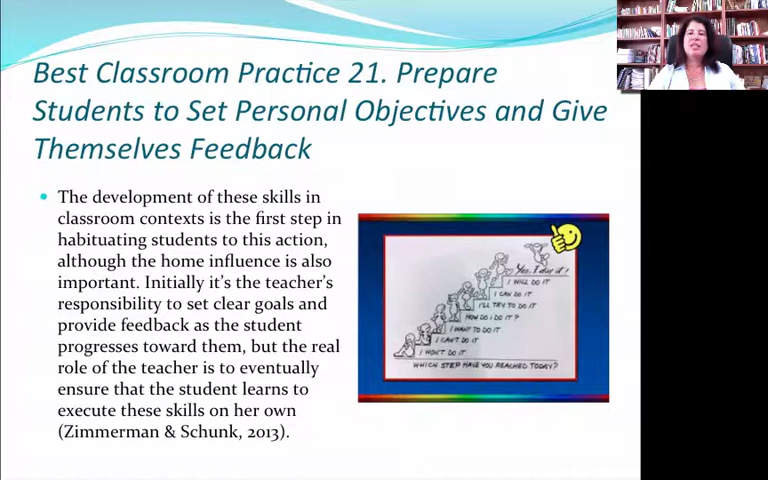 Best Classroom Practice 21. Prepare
Students to Set Personal Objectives and Give
Themselves Feedback
The development of these skills in
classroom contexts is the first step in
habituating students to this action,
although the home influence is also
important. Initially it's the teacher's
responsibility to set clear goals and
provide feedback as the student
progresses toward them, but the real
role of the teacher is to eventually
ensure that the student learns to
execute these skills on her own
(Zimmerman & Schunk, 2013).
Yes, I did it!
I WILL DO IT
I CAN DO IT
I'LL TRY TO DO IT
HOW DO I DO IT?
I WANT TO DO IT
I CAN'T DO IT
I WON'T DO IT
WHICH STEP HAVE YOU REACHED TODAY?